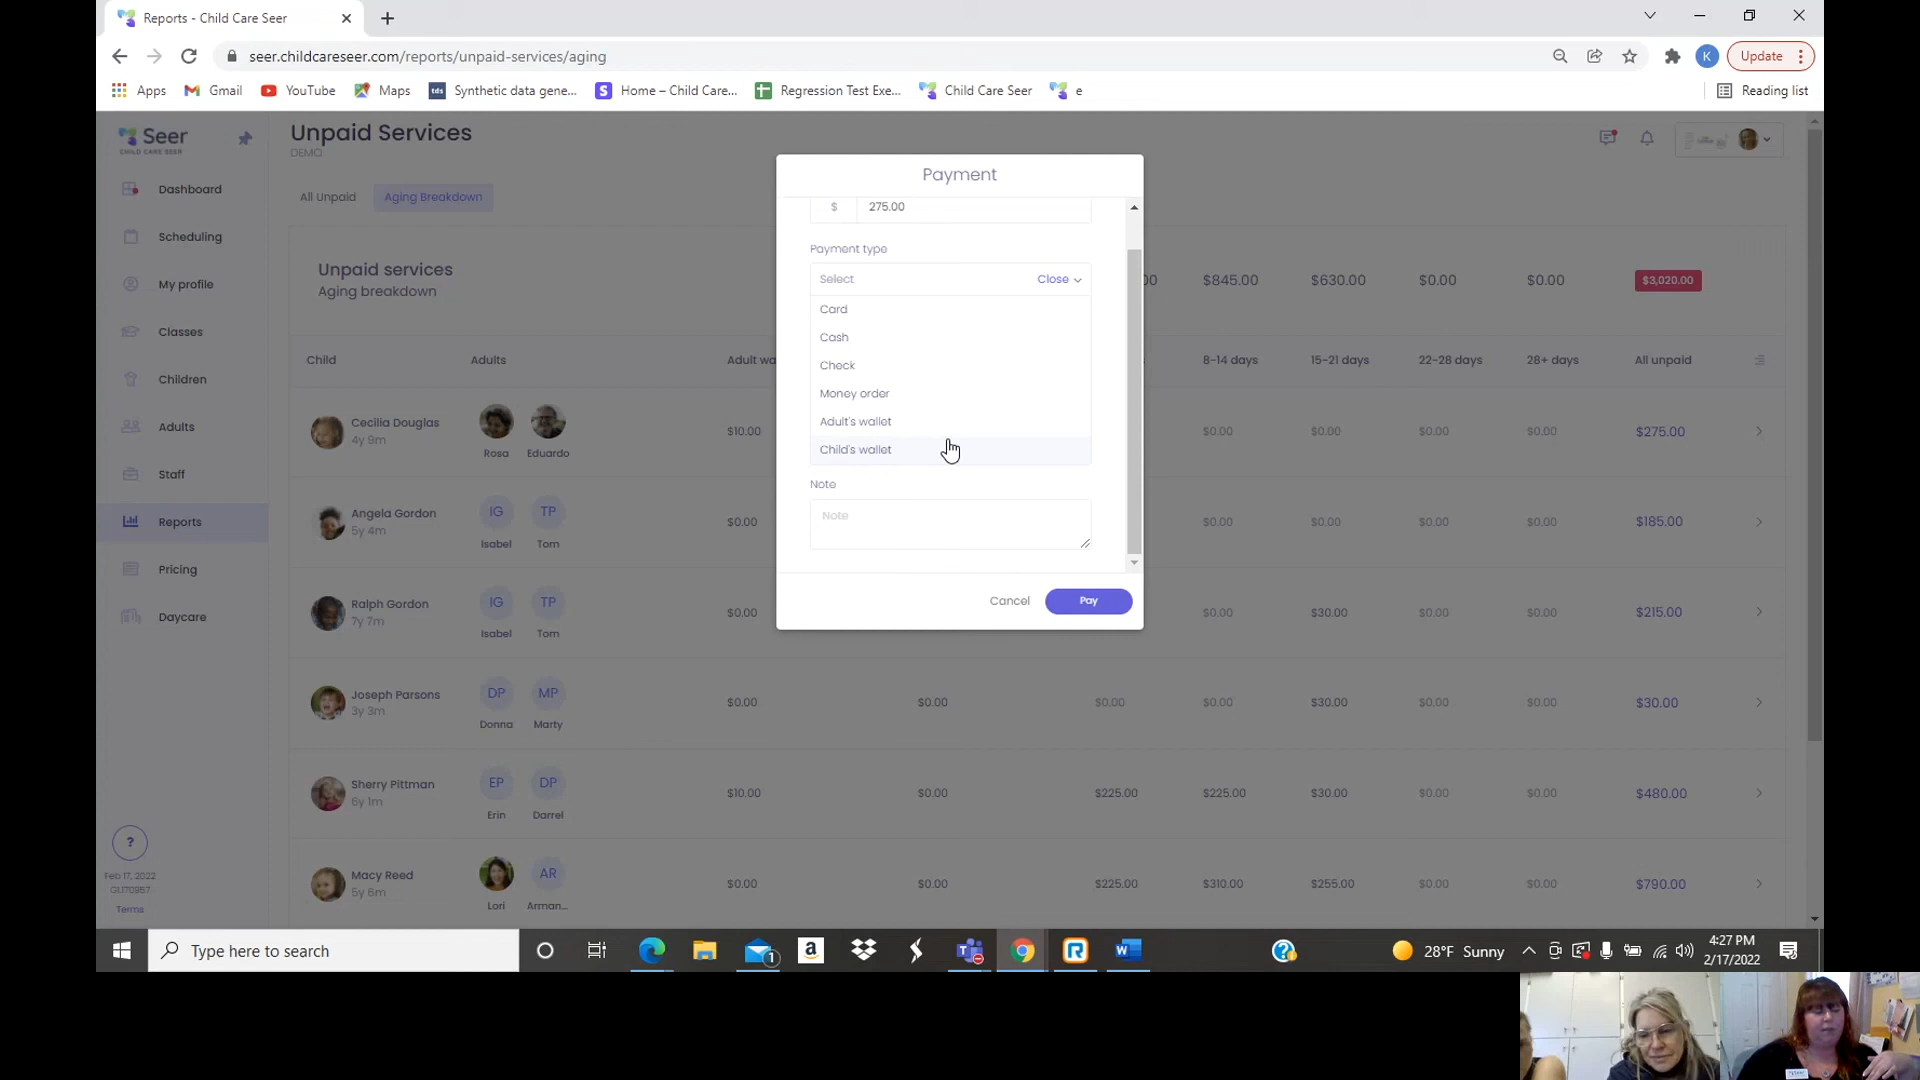 Reports - Child Care Seer
seer.childcareseer.com/reports/unpaid-services/aging
K
Update
Apps
Gmail
YouTube
Maps
tds
Synthetic data gene...
Home – Child Care...
Regression Test Exe...
Child Care Seer
e
Reading list
Seer
CHILD CARE SEER
Dashboard
Scheduling
My profile
Classes
Children
Adults
Staff
Reports
Pricing
Daycare
?
Feb 17, 2022
Terms
Unpaid Services
DEMO
All Unpaid
Aging Breakdown
Unpaid services
Aging breakdown
$845.00
$630.00
$0.00
$0.00
$3,020.00
Child
Adults
8-14 days
15-21 days
22-28 days
28+ days
All unpaid
Cecilia Douglas
4y 9m
Rosa
Eduardo
$10.00
$0.00
$0.00
$0.00
$0.00
$275.00
Angela Gordon
5y 4m
IG
Isabel
TP
Tom
$0.00
$0.00
$0.00
$0.00
$0.00
$185.00
Ralph Gordon
7y 7m
IG
Isabel
TP
Tom
$0.00
$0.00
$30.00
$0.00
$0.00
$215.00
Joseph Parsons
3y 3m
DP
Donna
MP
Marty
$0.00
$0.00
$0.00
$0.00
$30.00
$0.00
$0.00
$30.00
Sherry Pittman
6y 1m
EP
Erin
DP
Darrel
$10.00
$0.00
$225.00
$225.00
$30.00
$0.00
$0.00
$480.00
Macy Reed
5y 6m
Lori
AR
Arman...
$0.00
$0.00
$225.00
$310.00
$255.00
$0.00
$0.00
$790.00
Payment
$
275.00
Payment type
Select
Close
Card
Cash
Check
Money order
Adult's wallet
Child's wallet
Note
Note
Cancel
Pay
Type here to search
1
28°F Sunny
4:27 PM
2/17/2022